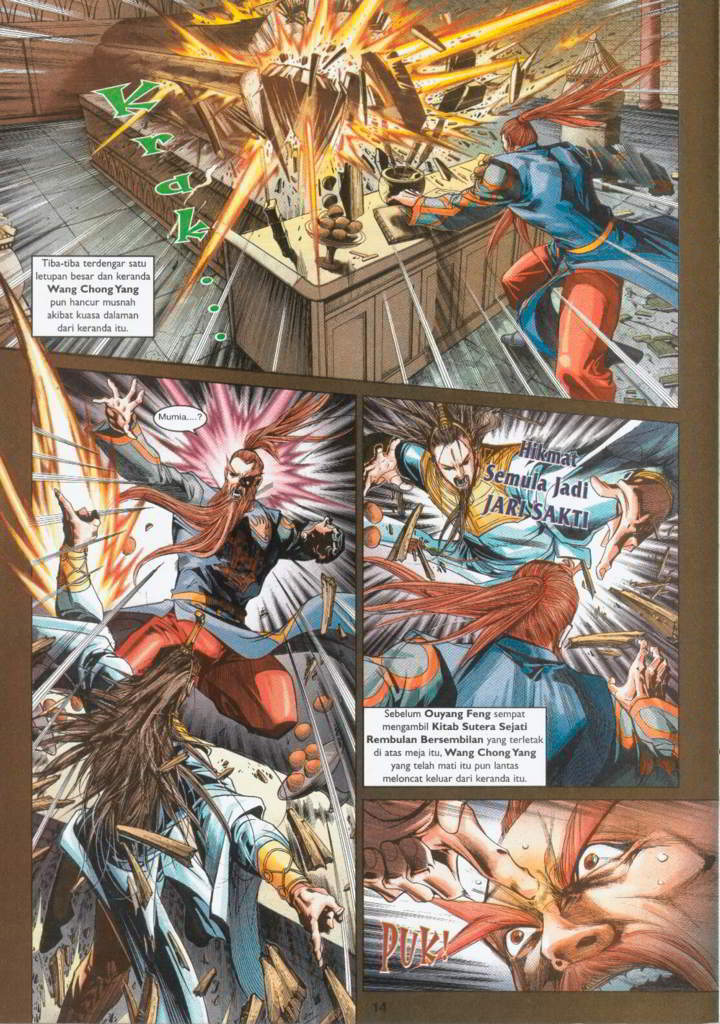 Krak...
Tiba-tiba terdengar satu
letupan besar dan keranda
Wang Chong Yang
pun hancur musnah
akibat kuasa dalaman
dari keranda itu.
Mumia....?
Hikmat
Semula Jadi
JARI SAKTI
Sebelum Ouyang Feng sempat
mengambil Kitab Sutera Sejati
Rembulan Bersembilan yang terletak
di atas meja itu, Wang Chong Yang
yang telah mati itu pun lantas
meloncat keluar dari keranda itu.
PUK!
14